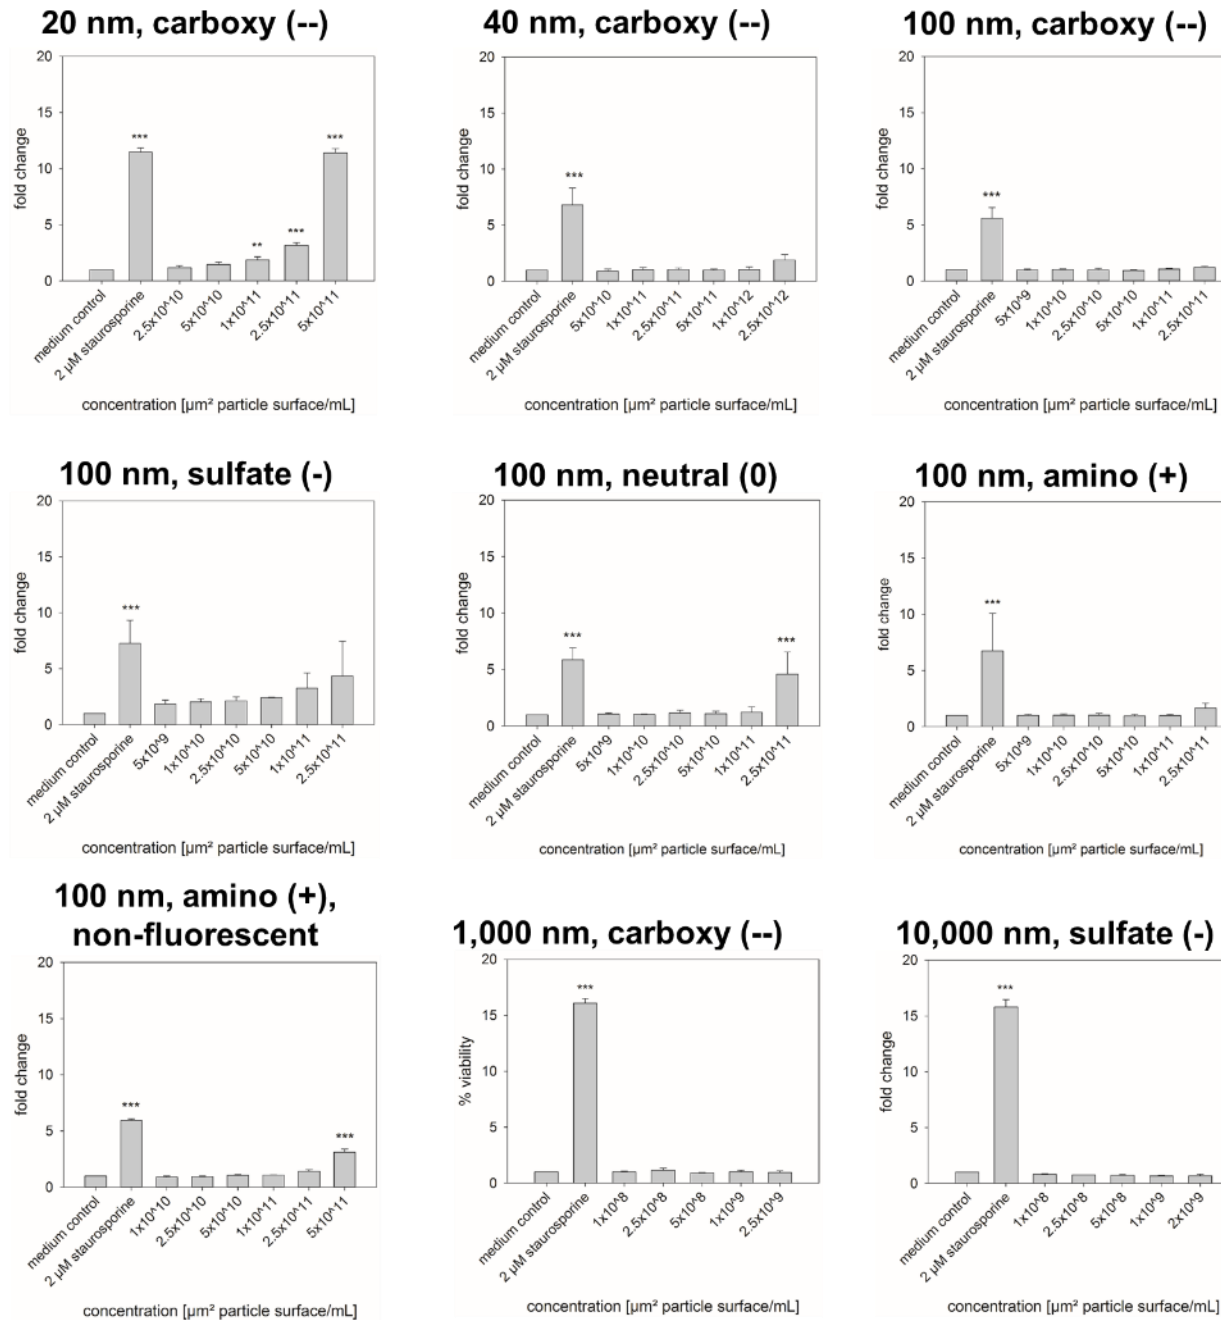 20 nm, carboxy (--)
20
15
10
5
0
fold change
***
**
***
***
medium control
2 µM staurosporine
2.5x10^10
5x10^10
1x10^11
2.5x10^11
5x10^11
concentration [µm² particle surface/mL]
40 nm, carboxy (--)
20
15
10
5
0
fold change
***
medium control
2 µM staurosporine
5x10^10
1x10^11
2.5x10^11
5x10^11
1x10^12
2.5x10^12
concentration [µm² particle surface/mL]
100 nm, carboxy (--)
20
15
10
5
0
fold change
***
medium control
2 µM staurosporine
5x10^9
1x10^10
2.5x10^10
5x10^10
1x10^11
2.5x10^11
concentration [µm² particle surface/mL]
100 nm, sulfate (-)
20
15
10
5
0
fold change
***
medium control
2 µM staurosporine
5x10^9
1x10^10
2.5x10^10
5x10^10
1x10^11
2.5x10^11
concentration [µm² particle surface/mL]
100 nm, neutral (0)
20
15
10
5
0
fold change
***
***
medium control
2 µM staurosporine
5x10^9
1x10^10
2.5x10^10
5x10^10
1x10^11
2.5x10^11
concentration [µm² particle surface/mL]
100 nm, amino (+)
20
15
10
5
0
fold change
***
medium control
2 µM staurosporine
5x10^9
1x10^10
2.5x10^10
5x10^10
1x10^11
2.5x10^11
concentration [µm² particle surface/mL]
100 nm, amino (+),
non-fluorescent
20
15
10
5
0
fold change
***
***
medium control
2 µM staurosporine
1x10^10
2.5x10^10
5x10^10
1x10^11
2.5x10^11
5x10^11
concentration [µm² particle surface/mL]
1,000 nm, carboxy (--)
20
15
10
5
0
% viability
***
medium control
2 µM staurosporine
1x10^8
2.5x10^8
5x10^8
1x10^9
2.5x10^9
concentration [µm² particle surface/mL]
10,000 nm, sulfate (-)
20
15
10
5
0
fold change
***
medium control
2 µM staurosporine
1x10^8
2.5x10^8
5x10^8
1x10^9
2x10^9
concentration [µm² particle surface/mL]